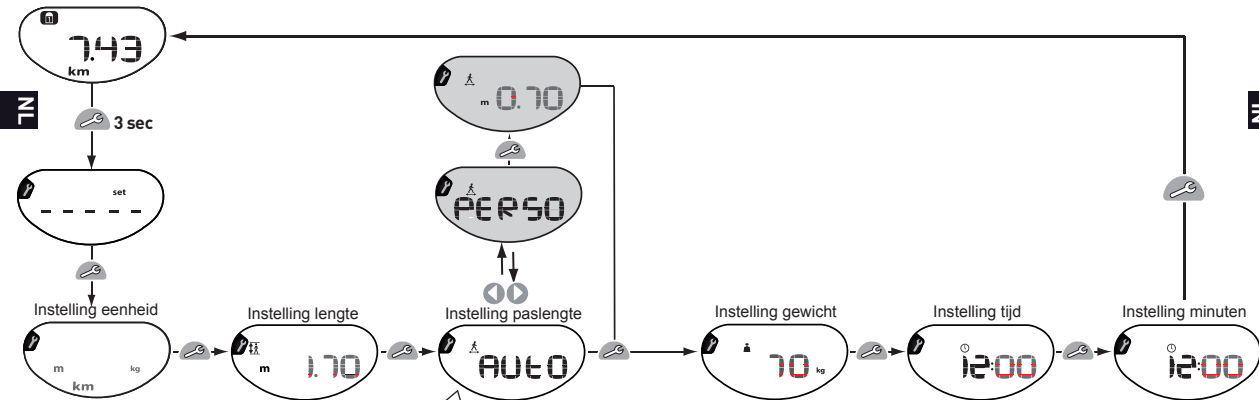 7.43
km
NL
3 sec
set
- - - - -
m 0.70
PERSO
Instelling eenheid
m kg
km
Instelling lengte
m 1.70
Instelling paslengte
AUtO
Instelling gewicht
70 kg
Instelling tijd
12:00
Instelling minuten
12:00